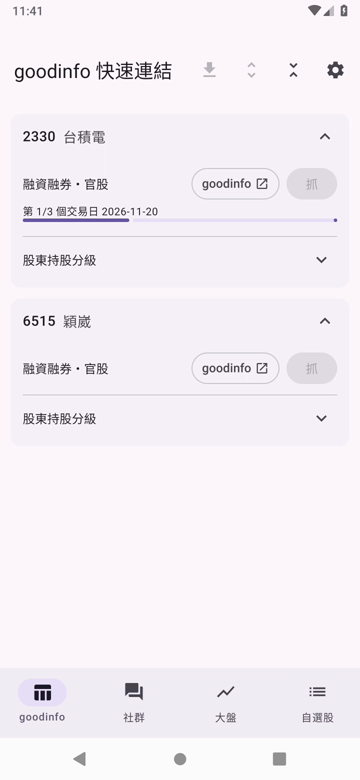 11:41
goodinfo 快速連結
2330 台積電
融資融券・官股 goodinfo 抓
第 1/3 個交易日 2026-11-20
股東持股分級
6515 穎崴
融資融券・官股 goodinfo 抓
股東持股分級
goodinfo 社群 大盤 自選股